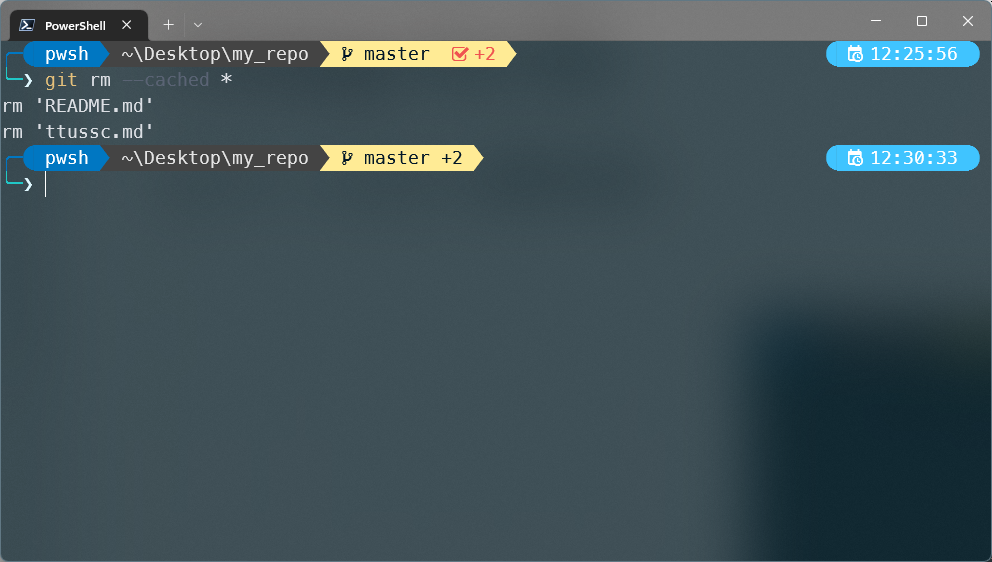 PowerShell
pwsh ~\Desktop\my_repo master +2 12:25:56
❯ git rm --cached *
rm 'README.md'
rm 'ttussc.md'
pwsh ~\Desktop\my_repo master +2 12:30:33
❯